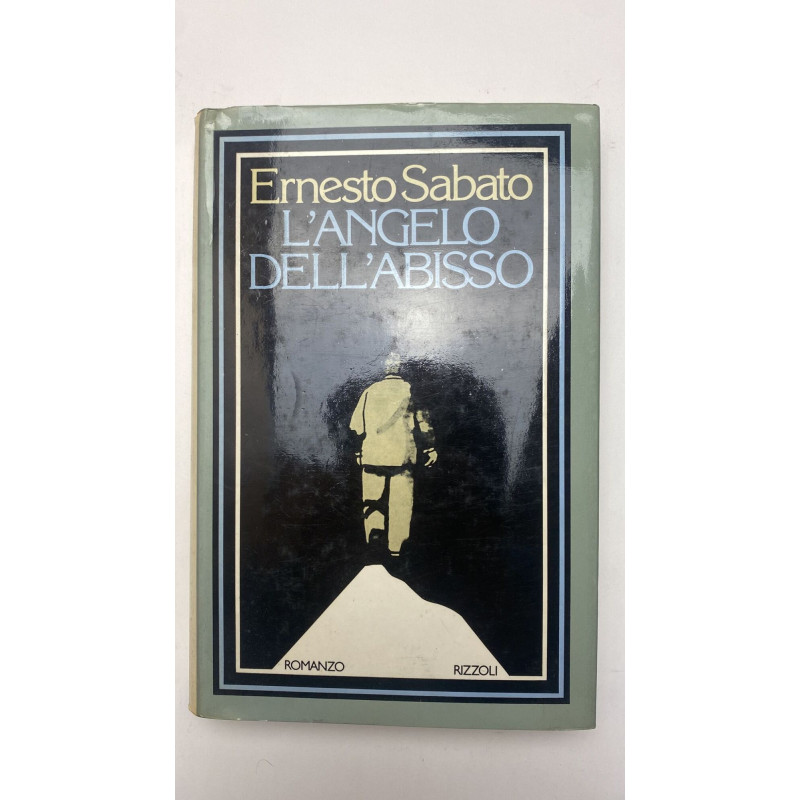 Ernesto Sabato
L'ANGELO
DELL'ABISSO
ROMANZO
RIZZOLI